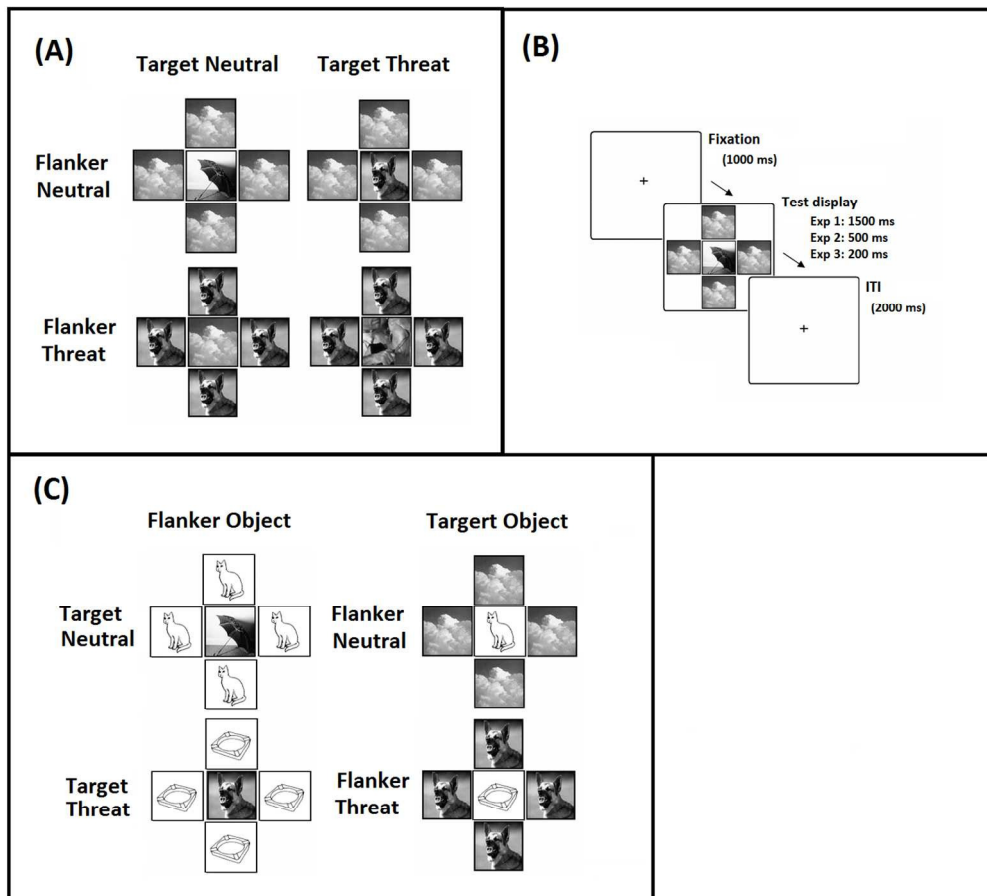 (A)
Target Neutral Target Threat
Flanker
Neutral
Flanker
Threat
(B)
Fixation
(1000 ms)
Test display
Exp 1: 1500 ms
Exp 2: 500 ms
Exp 3: 200 ms
ITI
(2000 ms)
(C)
Flanker Object
Targert Object
Target
Neutral
Flanker
Neutral
Target
Threat
Flanker
Threat